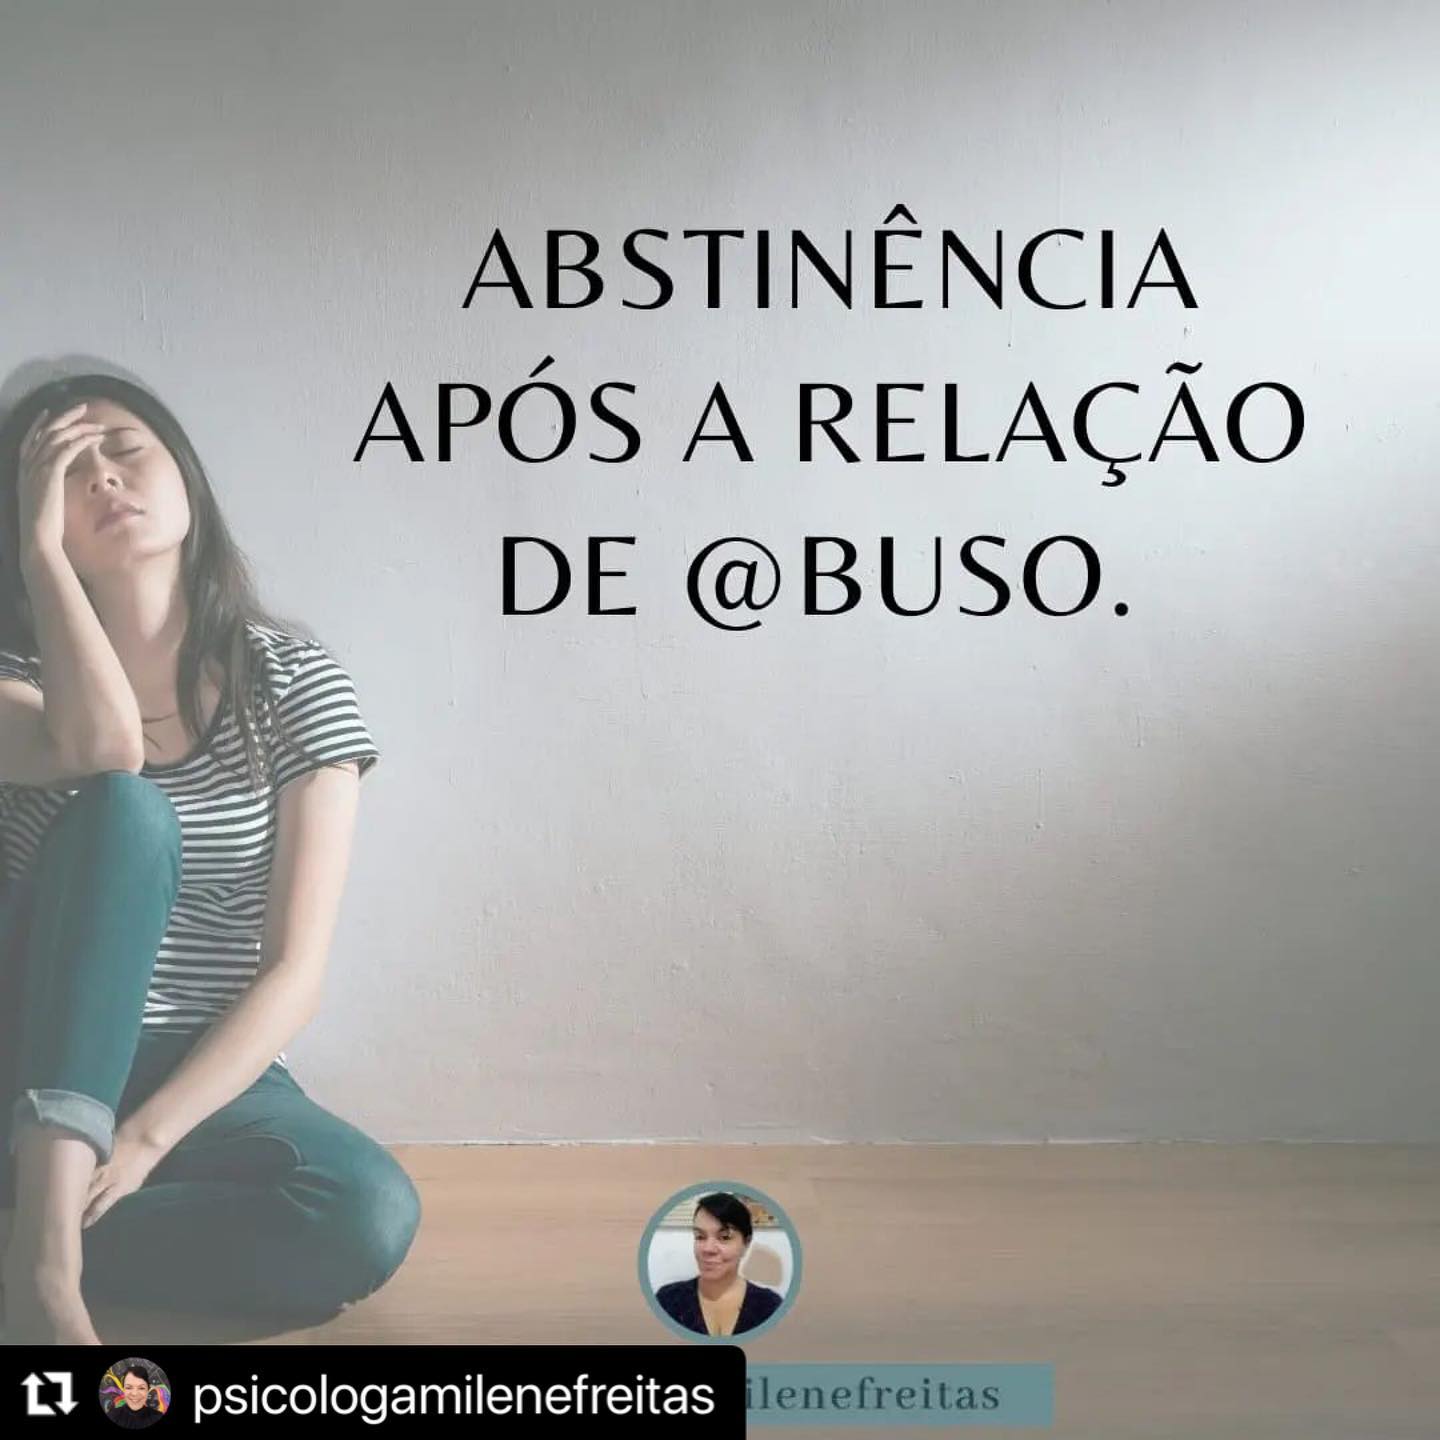 ABSTINÊNCIA
APÓS A RELAÇÃO
DE @BUSO.
psicologamilenefreitas
ilenefreitas